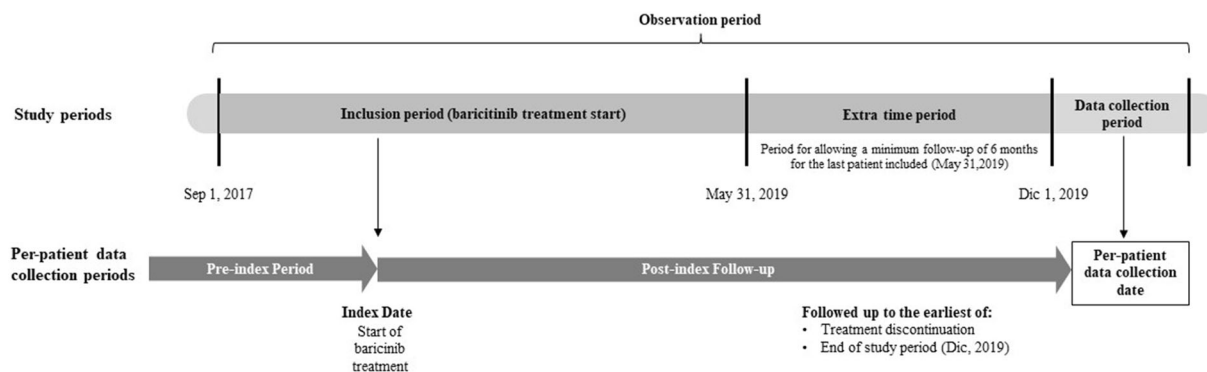 Observation period
Study periods
Inclusion period (baricitinib treatment start)
Extra time period
Data collection
period
Period for allowing a minimum follow-up of 6 months
for the last patient included (May 31,2019)
Sep 1, 2017
May 31, 2019
Dic 1, 2019
Per-patient data
collection periods
Pre-index Period
Post-index Follow-up
Per-patient
data collection
date
Index Date
Start of
baricinib
treatment
Followed up to the earliest of:
• Treatment discontinuation
• End of study period (Dic, 2019)